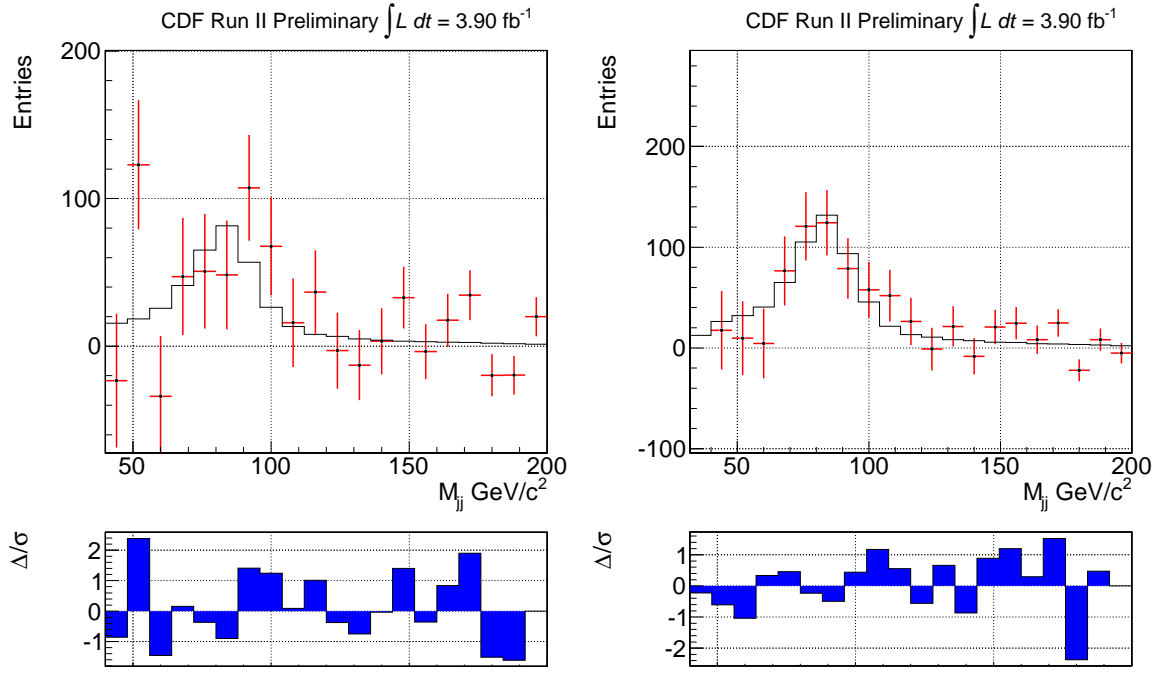 CDF Run II Preliminary ∫L dt = 3.90 fb⁻¹
Entries
200
100
0
50 100 150 200
M_jj GeV/c²
Δ/σ
2
1
0
-1
CDF Run II Preliminary ∫L dt = 3.90 fb⁻¹
Entries
200
100
0
-100
50 100 150 200
M_jj GeV/c²
Δ/σ
1
0
-1
-2